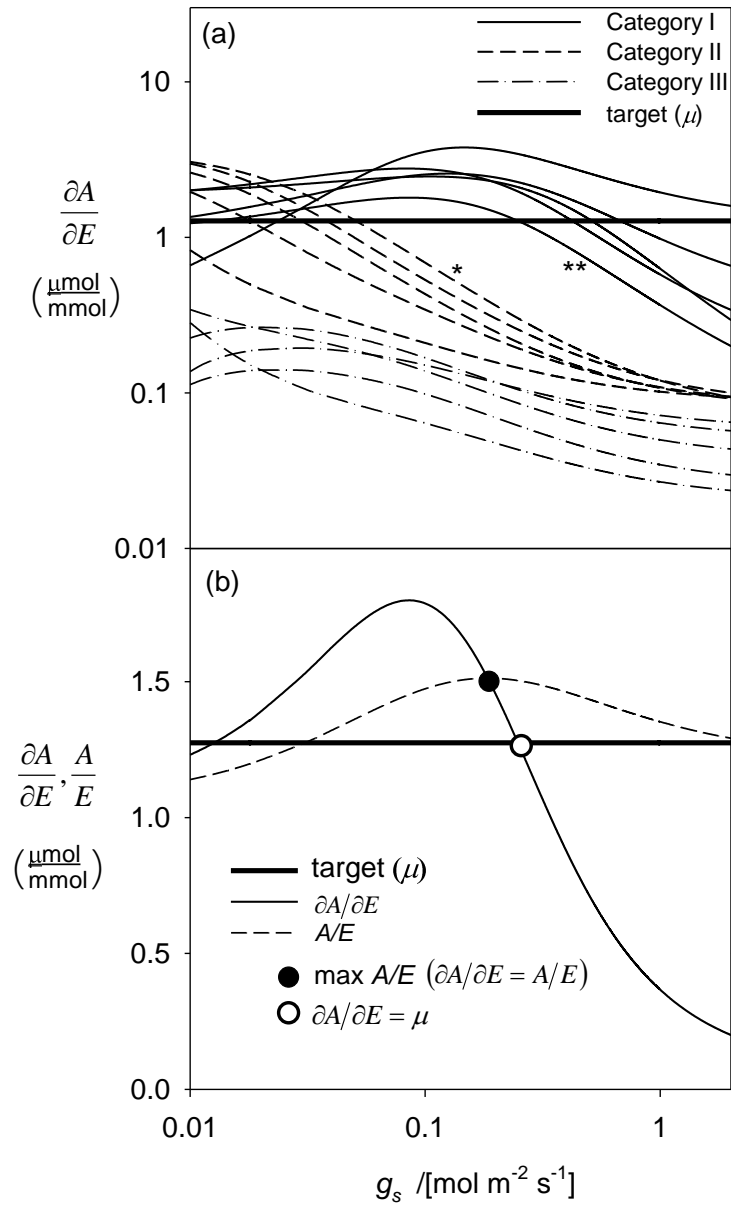 (a)
Category I
Category II
Category III
target (μ)
10
1
0.1
0.01
∂A/∂E
(μmol/mmol)
*
**
(b)
1.5
1.0
0.5
0.0
∂A/∂E, A/E
(μmol/mmol)
target (μ)
∂A/∂E
A/E
max A/E (∂A/∂E = A/E)
∂A/∂E = μ
0.01
0.1
1
g_s /[mol m⁻² s⁻¹]